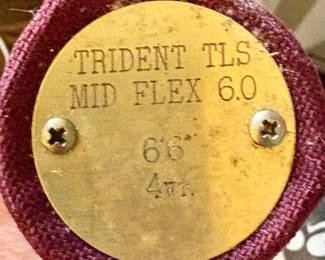 TRIDENT TLS
MID FLEX 6.0
6'6"
4WT.